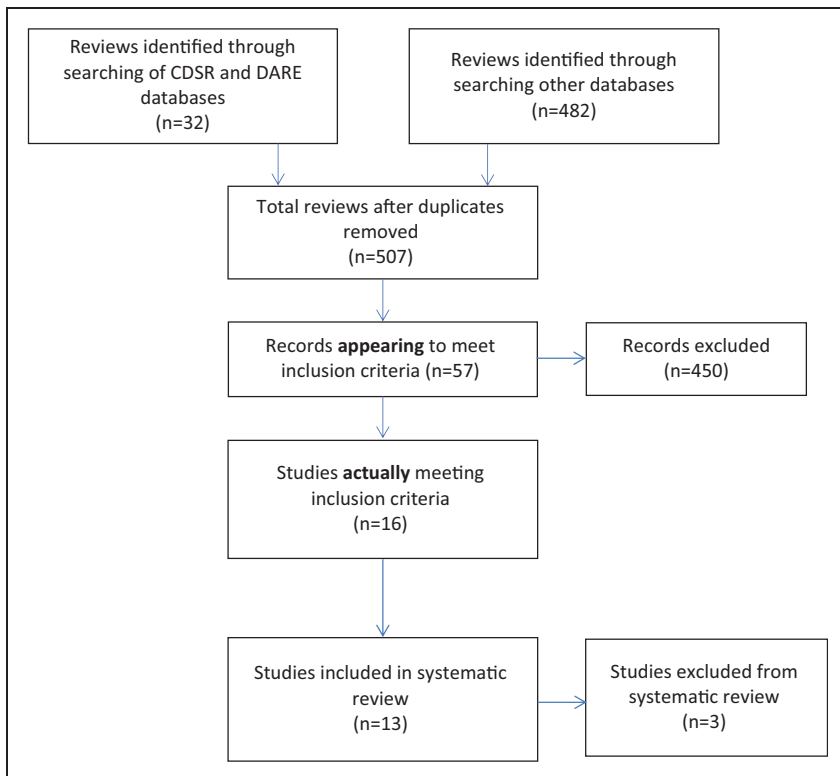 Reviews identified through
searching of CDSR and DARE
databases
(n=32)
Reviews identified through
searching other databases
(n=482)
Total reviews after duplicates
removed
(n=507)
Records appearing to meet
inclusion criteria (n=57)
Records excluded
(n=450)
Studies actually meeting
inclusion criteria
(n=16)
Studies included in systematic
review
(n=13)
Studies excluded from
systematic review
(n=3)